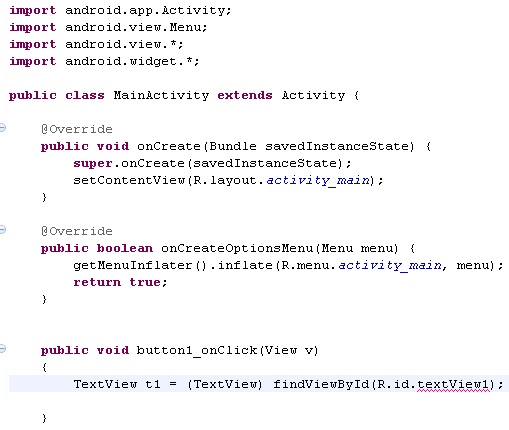 import android.app.Activity;
import android.view.Menu;
import android.view.*;
import android.widget.*;
public class MainActivity extends Activity {
@Override
public void onCreate(Bundle savedInstanceState) {
super.onCreate(savedInstanceState);
setContentView(R.layout.activity_main);
}
@Override
public boolean onCreateOptionsMenu(Menu menu) {
getMenuInflater().inflate(R.menu.activity_main, menu);
return true;
}
public void button1_onClick(View v)
{
TextView t1 = (TextView) findViewById(R.id.textView1);
}